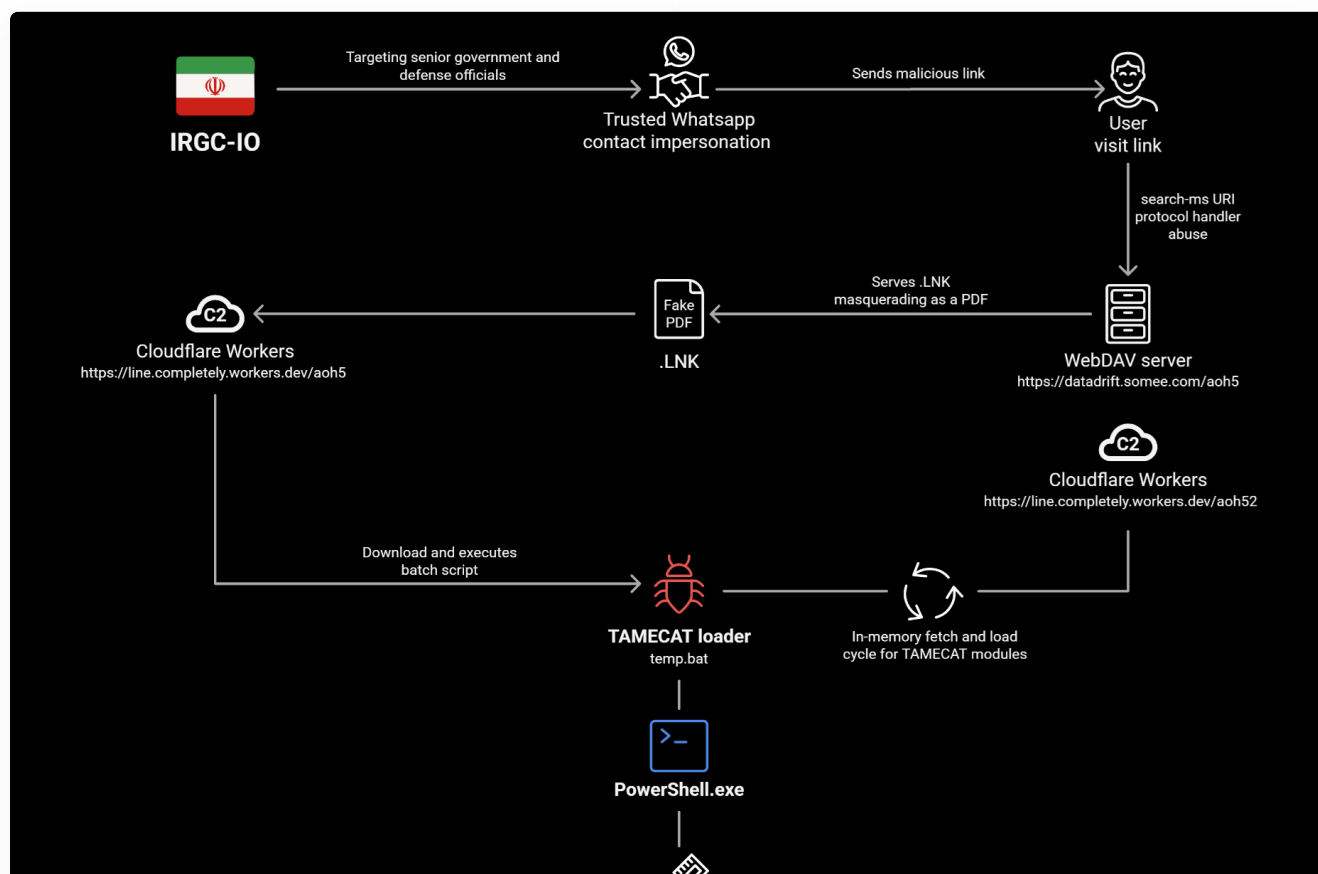 Targeting senior government and
defense officials
IRGC-IO
Trusted Whatsapp
contact impersonation
Sends malicious link
User
visit link
search-ms URI
protocol handler
abuse
WebDAV server
https://datadrift.somee.com/aoh5
Serves .LNK
masquerading as a PDF
Fake
PDF
.LNK
C2
Cloudflare Workers
https://line.completely.workers.dev/aoh5
Download and executes
batch script
TAMECAT loader
temp.bat
In-memory fetch and load
cycle for TAMECAT modules
C2
Cloudflare Workers
https://line.completely.workers.dev/aoh52
>_
PowerShell.exe